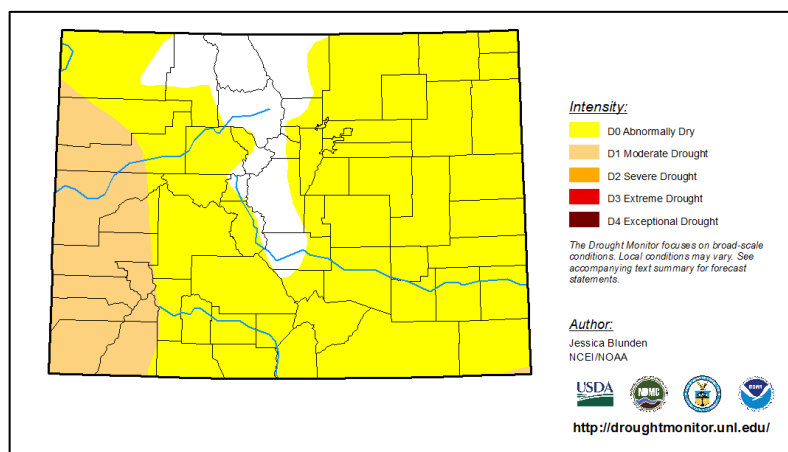 Intensity:
D0 Abnormally Dry
D1 Moderate Drought
D2 Severe Drought
D3 Extreme Drought
D4 Exceptional Drought
The Drought Monitor focuses on broad-scale
conditions. Local conditions may vary. See
accompanying text summary for forecast
statements.
Author:
Jessica Blunden
NCEI/NOAA
USDA
NDMC
NOAA
http://droughtmonitor.unl.edu/